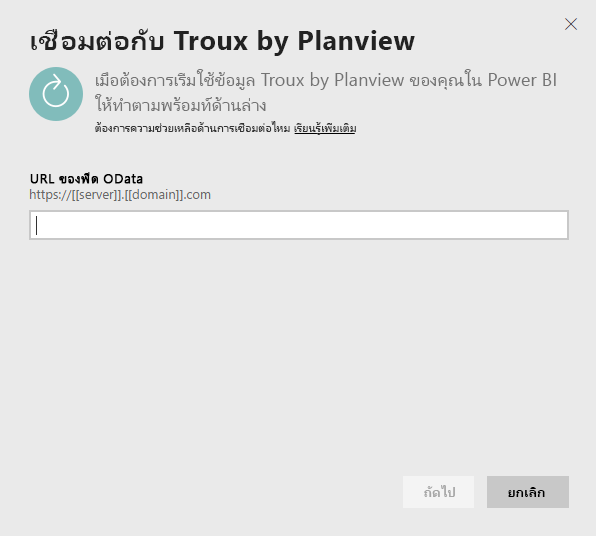 เชื่อมต่อกับ Troux by Planview
เมื่อต้องการเริ่มใช้ข้อมูล Troux by Planview ของคุณใน Power BI
ให้ทำตามพร้อมท์ด้านล่าง
ต้องการความช่วยเหลือด้านการเชื่อมต่อไหม เรียนรู้เพิ่มเติม
URL ของฟีด OData
https://[[server]].[[domain]].com
ถัดไป
ยกเลิก